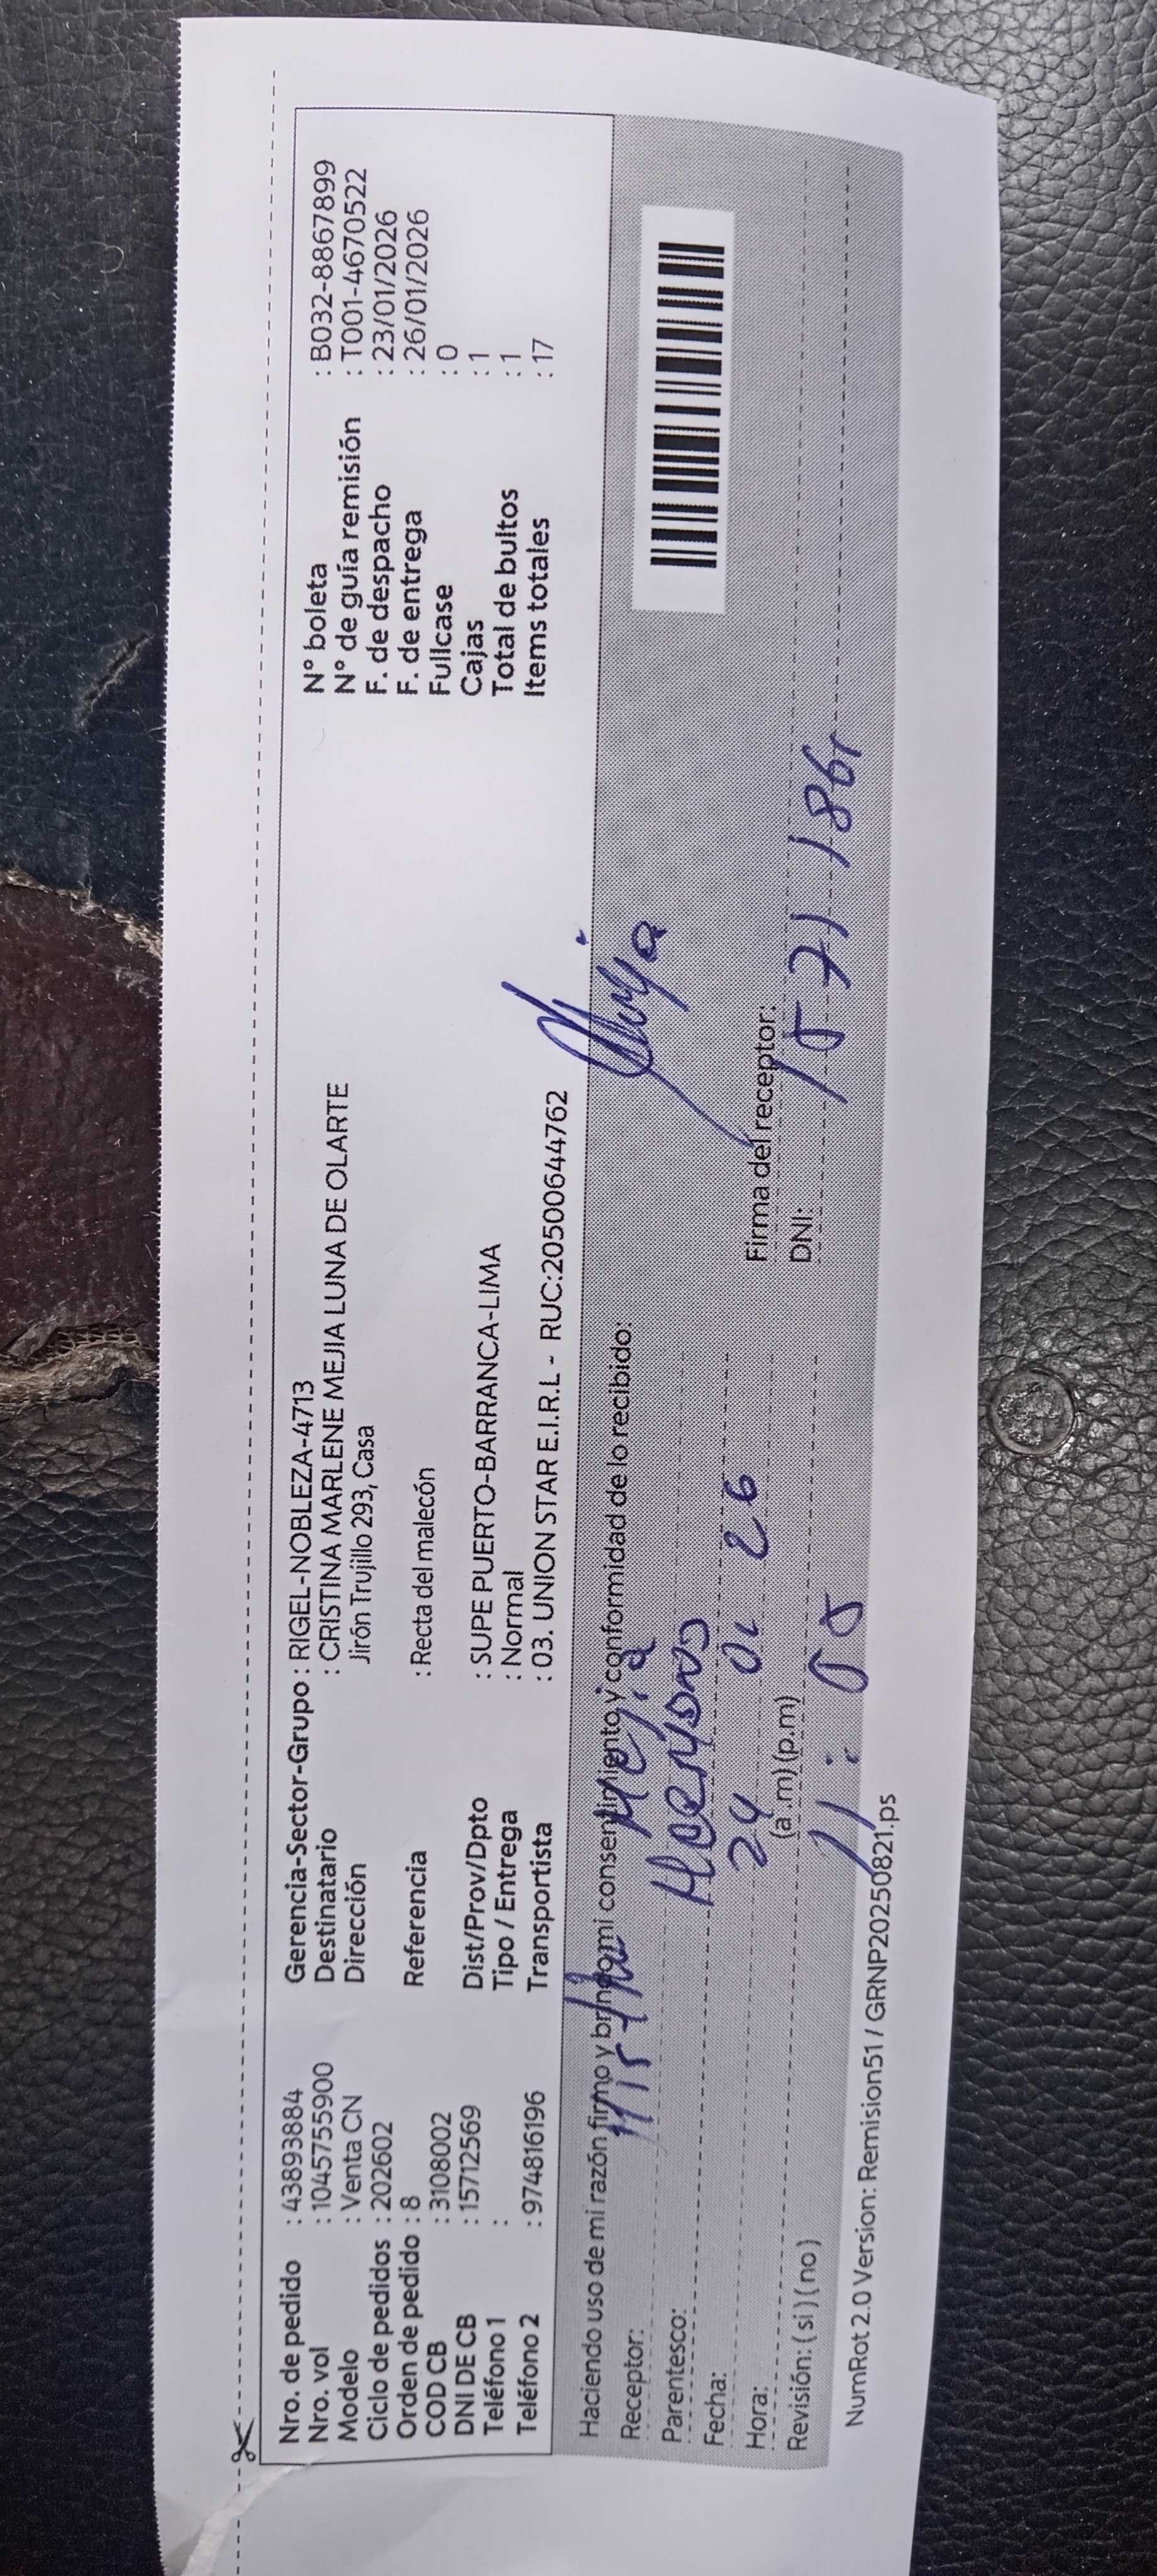 Nro. de pedido : 43893884
Nro. vol : 1045755900
Modelo : Venta CN
Ciclo de pedidos : 202602
Orden de pedido : 8
COD CB : 3108002
DNI DE CB : 15712569
Teléfono 1 :
Teléfono 2 : 974816196
Gerencia-Sector-Grupo : RIGEL-NOBLEZA-4713
Destinatario : CRISTINA MARLENE MEJIA LUNA DE OLARTE
Dirección Jirón Trujillo 293, Casa
Referencia : Recta del malecón
Dist/Prov/Dpto : SUPE PUERTO-BARRANCA-LIMA
Tipo / Entrega : Normal
Transportista : 03. UNION STAR E.I.R.L - RUC:20500644762
N° boleta : B032-8867899
N° de guía remisión : T001-4670522
F. de despacho : 23/01/2026
F. de entrega : 26/01/2026
Fullcase : 0
Cajas : 1
Total de bultos : 1
Items totales : 17
Haciendo uso de mi razón firmo y brindo mi consentimiento y conformidad de lo recibido:
Receptor: Mirtha Mejia
Parentesco:
Fecha: 24 01 26
Hora: (a.m) (p.m) 11:05
Revisión: ( si ) ( no )
Firma del receptor:
DNI:
NumRot 2.0 Version: Remision51 / GRNP20250821.ps